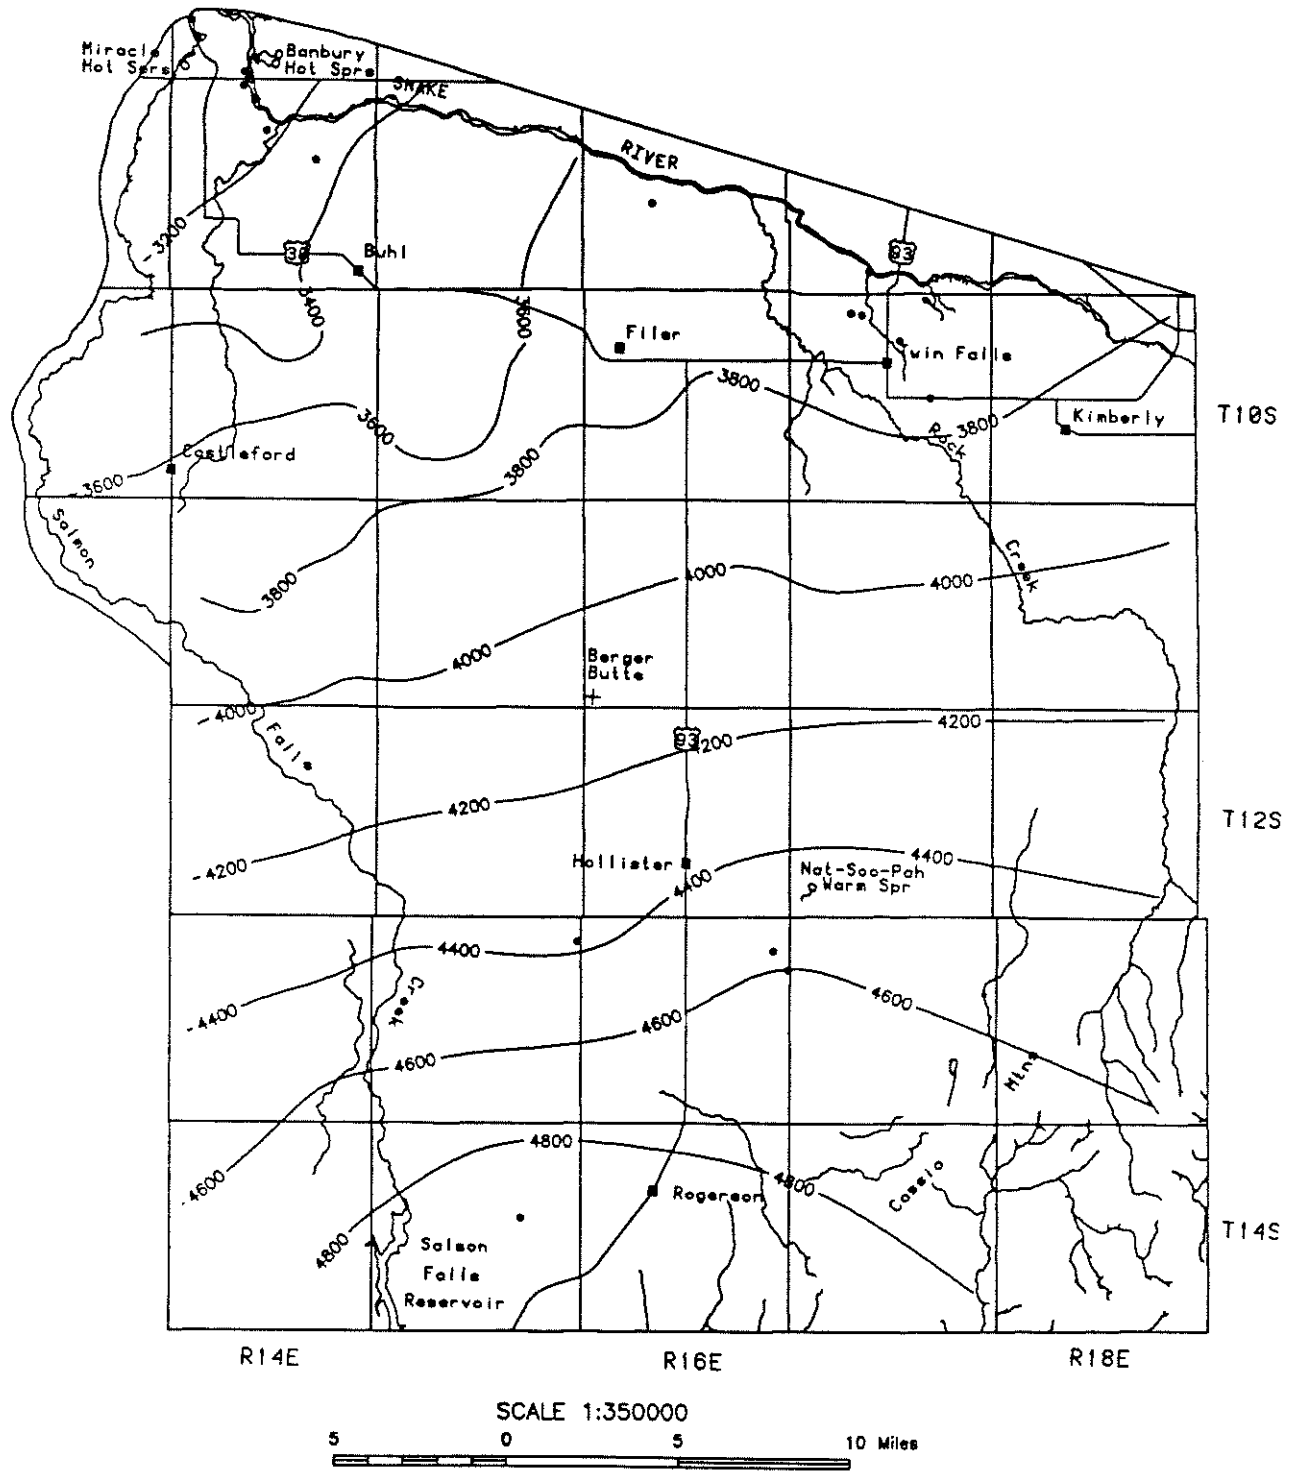 Miracle
Hot Sprs
Banbury
Hot Sprs
SNAKE
RIVER
3200
30
Buhl
83
3400
3600
Filer
Twin Falls
3800
T10S
Kimberly
3600
3800
Rock
Castleford
3800
3600
Salmon
Creek
4000
4000
3800
4000
Berger
Butte
4000
Falls
4200
83
4200
4200
T12S
4200
Hollister
4400
Nat-Soo-Pah
Warm Spr
4400
4400
Creek
4600
4400
4600
4600
Mtns
4800
4600
4800
Cassia
Rogerson
T14S
4800
Salmon
Falls
Reservoir
R14E
R16E
R18E
SCALE 1:350000
5 0 5 10 Miles